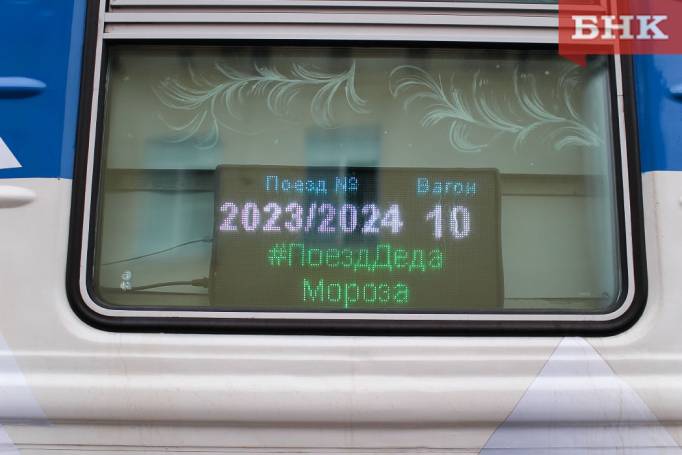 БНК
Поезд № Вагон
2023/2024 10
#ПоездДеда
Мороза